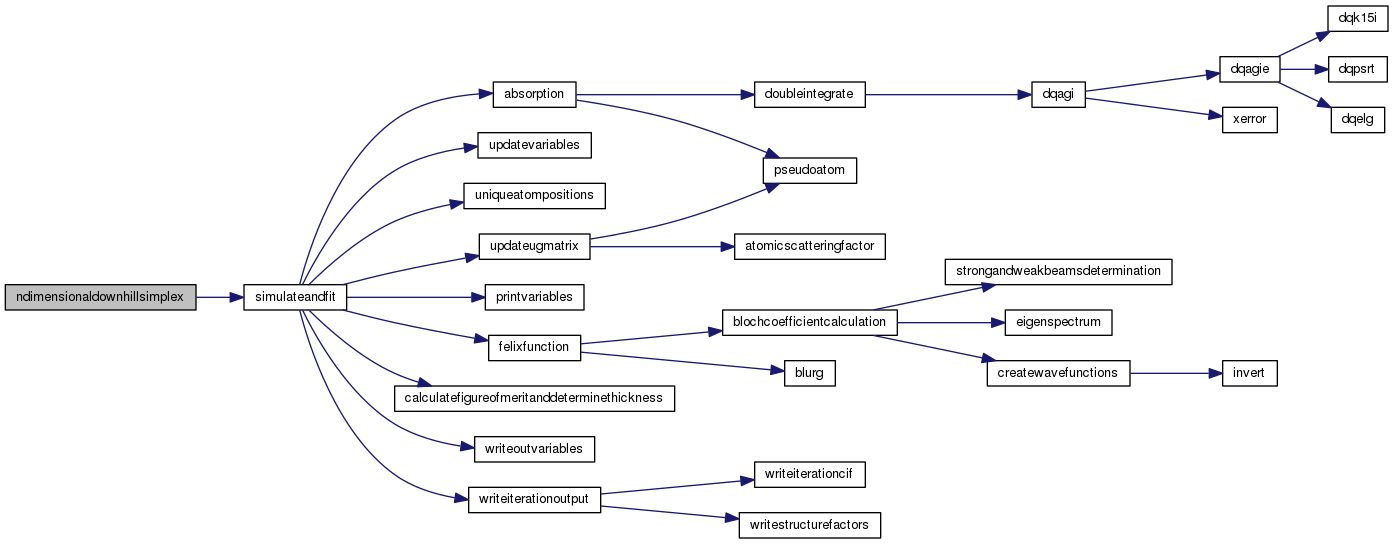 dqk15i
dqagie
dqpsrt
absorption
doubleintegrate
dqagi
xerror
dqelg
updatevariables
pseudoatom
uniqueatompositions
updateugmatrix
atomicscatteringfactor
strongandweakbeamsdetermination
ndimensionaldownhillsimplex
simulateandfit
printvariables
blochcoefficientcalculation
eigenspectrum
felixfunction
blurg
createwavefunctions
invert
calculatefigureofmeritanddeterminethickness
writeoutvariables
writeiterationcif
writeiterationoutput
writestructurefactors